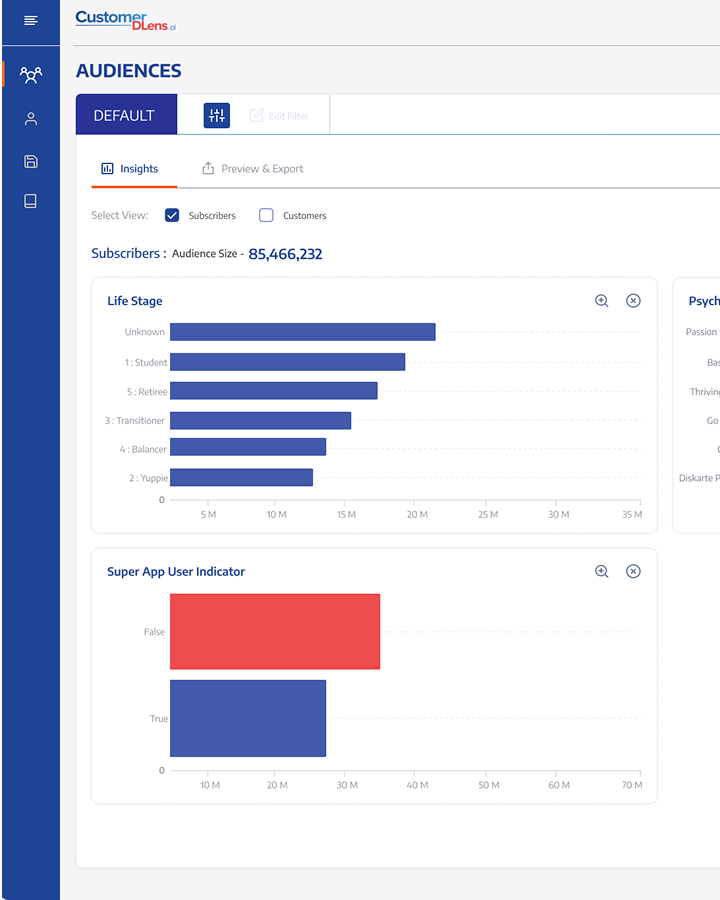 Customer
DLens.ai
AUDIENCES
DEFAULT
Edit Filter
Insights
Preview & Export
Select View:
Subscribers
Customers
Subscribers : Audience Size - 85,466,232
Life Stage
Unknown
1 : Student
5 : Retiree
3 : Transitioner
4 : Balancer
2 : Yuppie
0
5 M 10 M 15 M 20 M 25 M 30 M 35 M
Psych
Passion
Bas
Thriving
Go
Diskarte P
Super App User Indicator
False
True
0
10 M 20 M 30 M 40 M 50 M 60 M 70 M